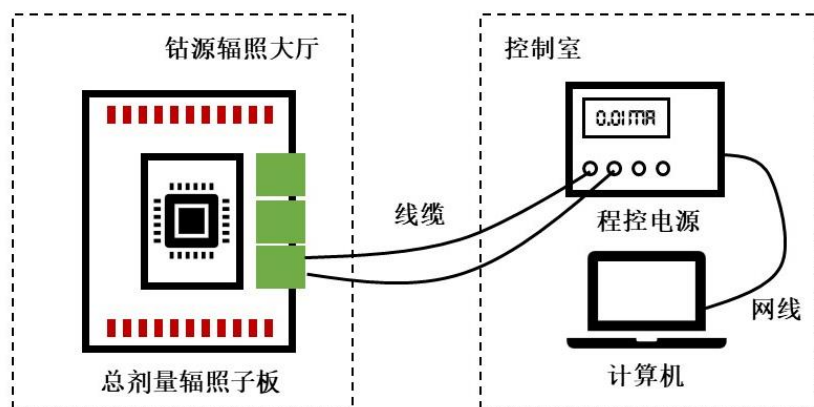 钴源辐照大厅
控制室
0.01MA
线缆
程控电源
网线
总剂量辐照子板
计算机